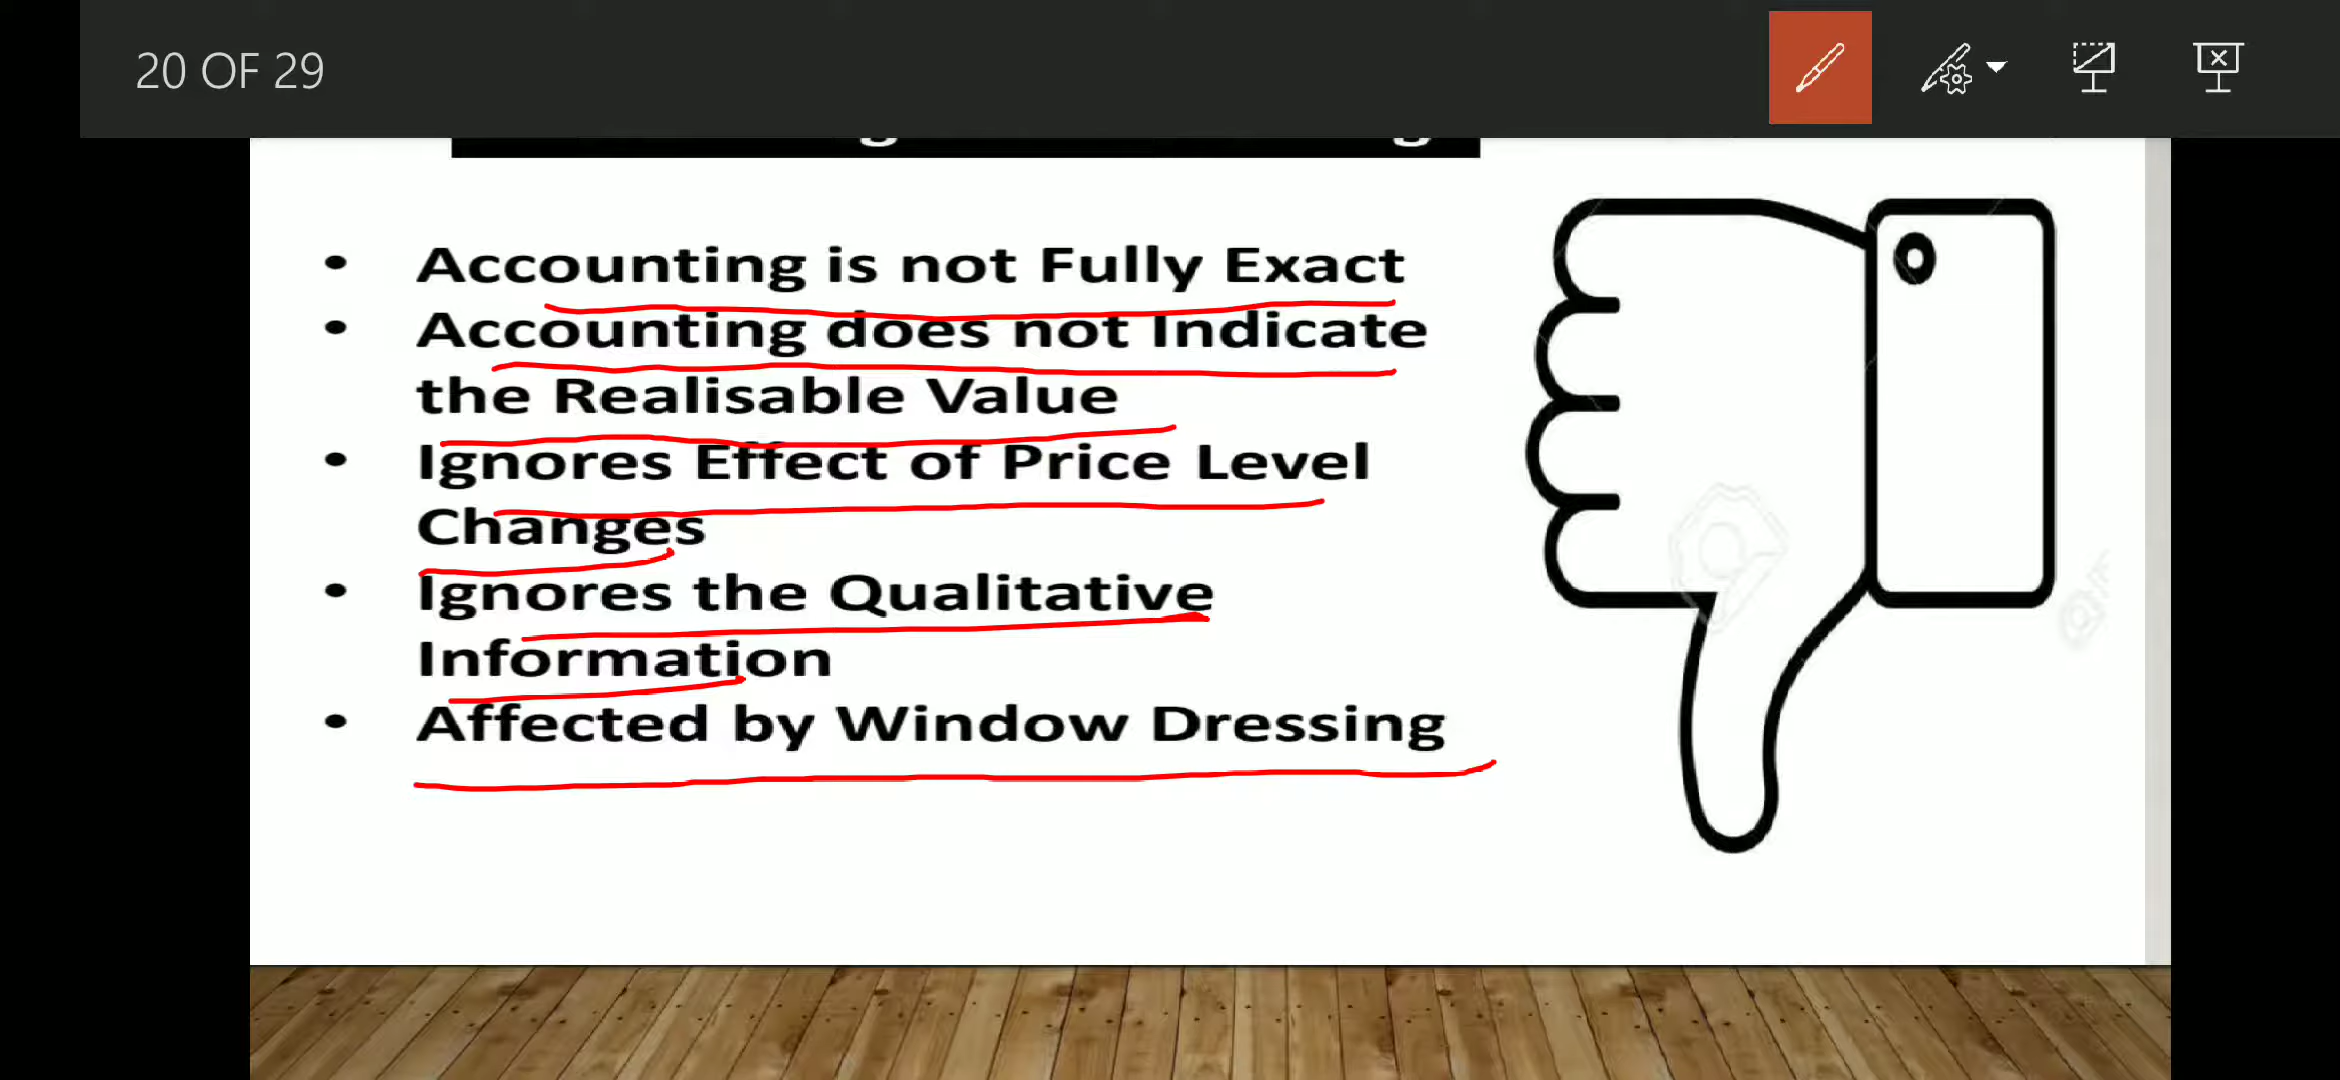 20 OF 29
• Accounting is not Fully Exact
• Accounting does not Indicate
the Realisable Value
• Ignores Effect of Price Level
Changes
• Ignores the Qualitative
Information
• Affected by Window Dressing